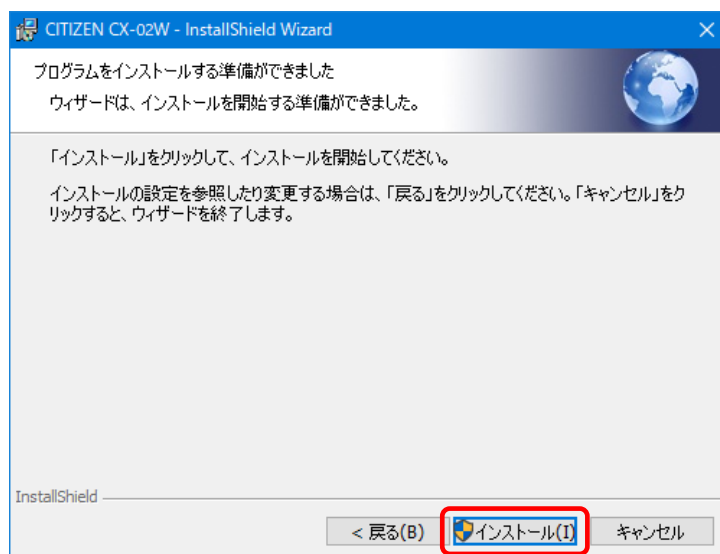 CITIZEN CX-02W - InstallShield Wizard
プログラムをインストールする準備ができました
ウィザードは、インストールを開始する準備ができました。
「インストール」をクリックして、インストールを開始してください。
インストールの設定を参照したり変更する場合は、「戻る」をクリックしてください。「キャンセル」をク
リックすると、ウィザードを終了します。
InstallShield
< 戻る(B) インストール(I) キャンセル